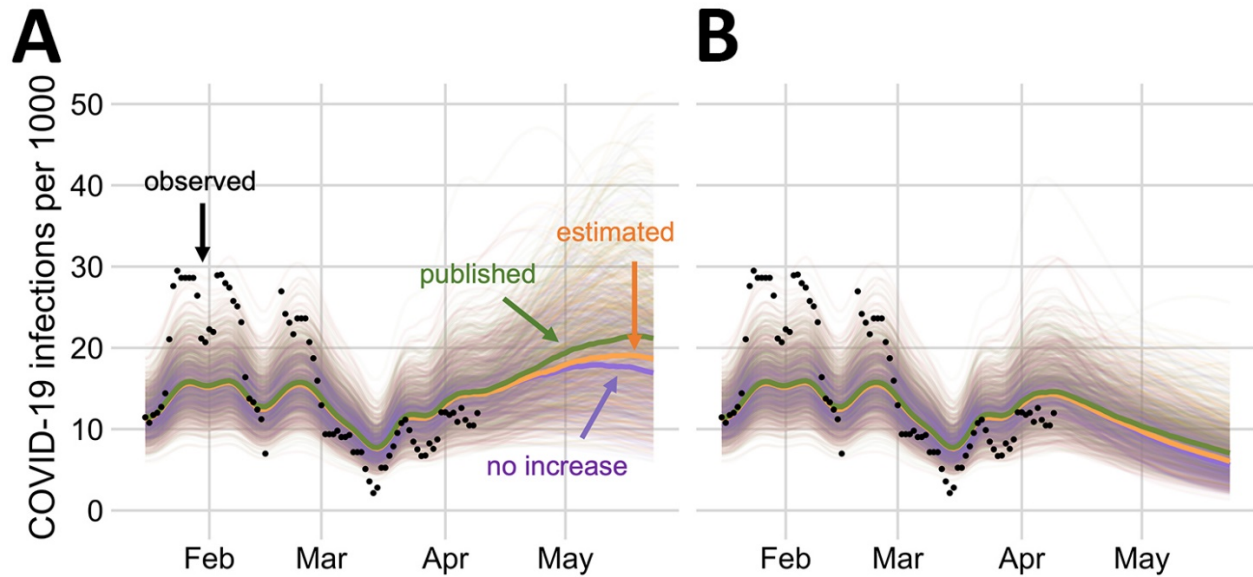 A
B
COVID-19 infections per 1000
50
40
30
20
10
0
observed
published
estimated
no increase
Feb
Mar
Apr
May
Feb
Mar
Apr
May